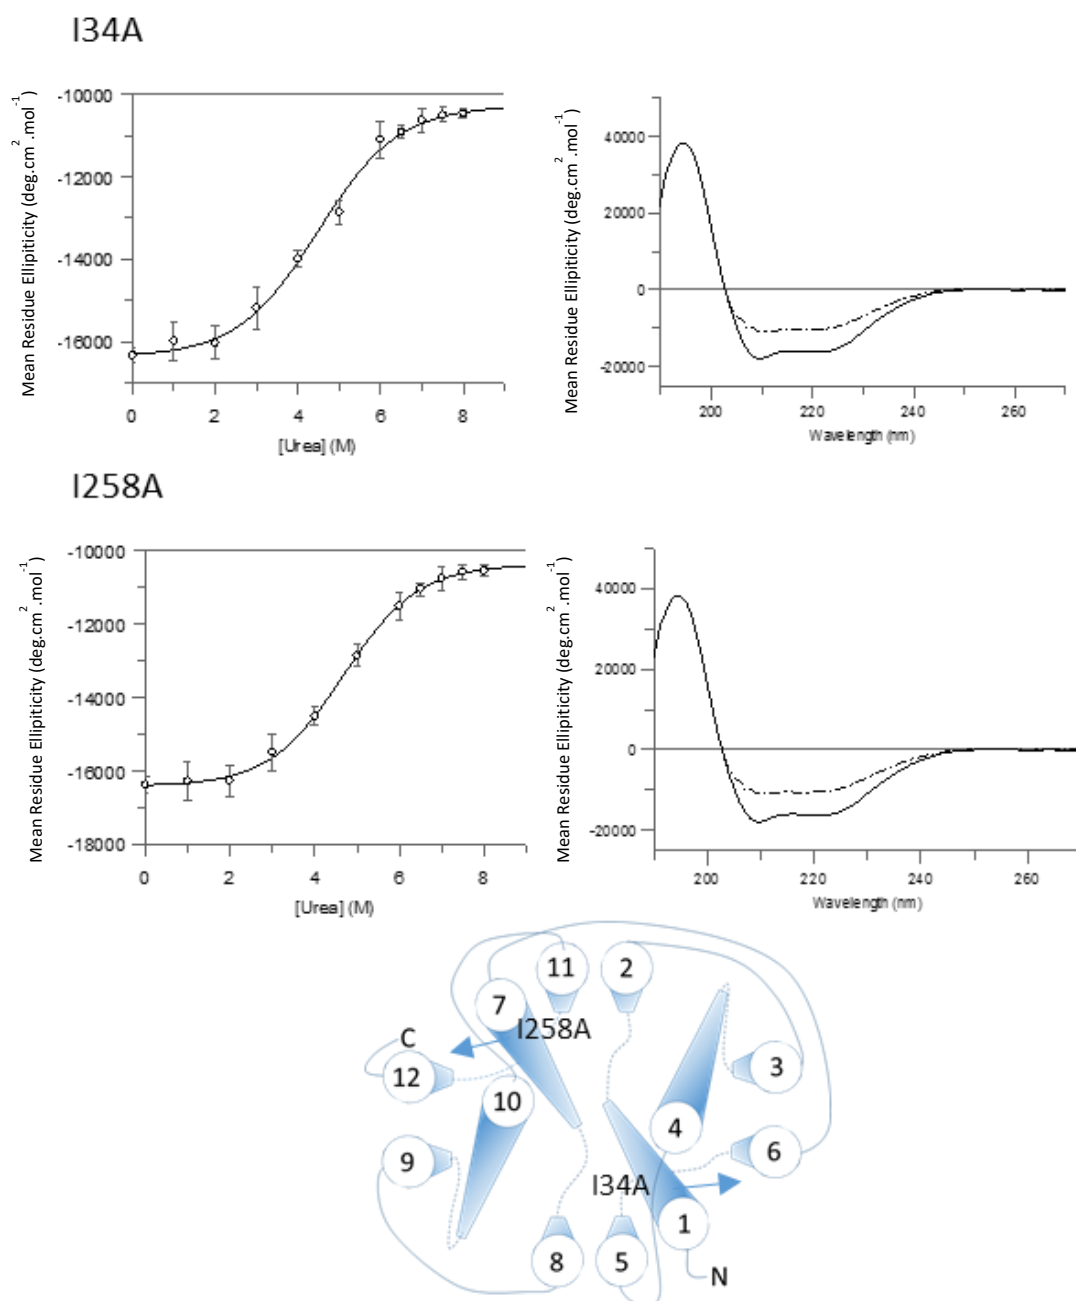 I34A
Mean Residue Ellipiticity (deg.cm2.mol-1)
-10000
-12000
-14000
-16000
0 2 4 6 8
[Urea] (M)
Mean Residue Ellipiticity (deg.cm2.mol-1)
40000
20000
0
-20000
200 220 240 260
Wavelength (nm)
I258A
Mean Residue Ellipiticity (deg.cm2.mol-1)
-10000
-12000
-14000
-16000
-18000
0 2 4 6 8
[Urea] (M)
Mean Residue Ellipiticity (deg.cm2.mol-1)
40000
20000
0
-20000
200 220 240 260
Wavelength (nm)
11 2
7
I258A
C
12
3
10
4
9
6
I34A
1
8 5
N